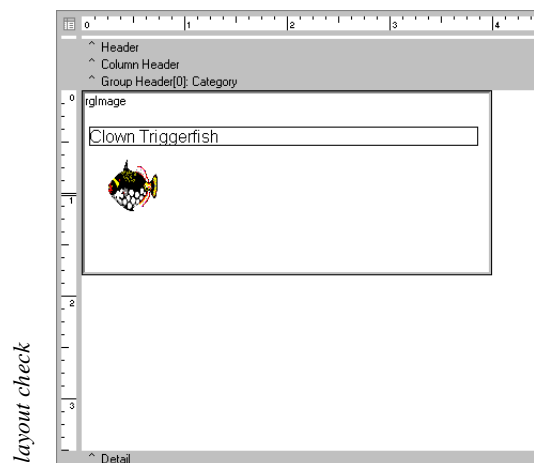 0 1 2 3 4
^ Header
^ Column Header
^ Group Header[0]: Category
0
rgImage
Clown Triggerfish
1
2
3
^ Detail
layout check